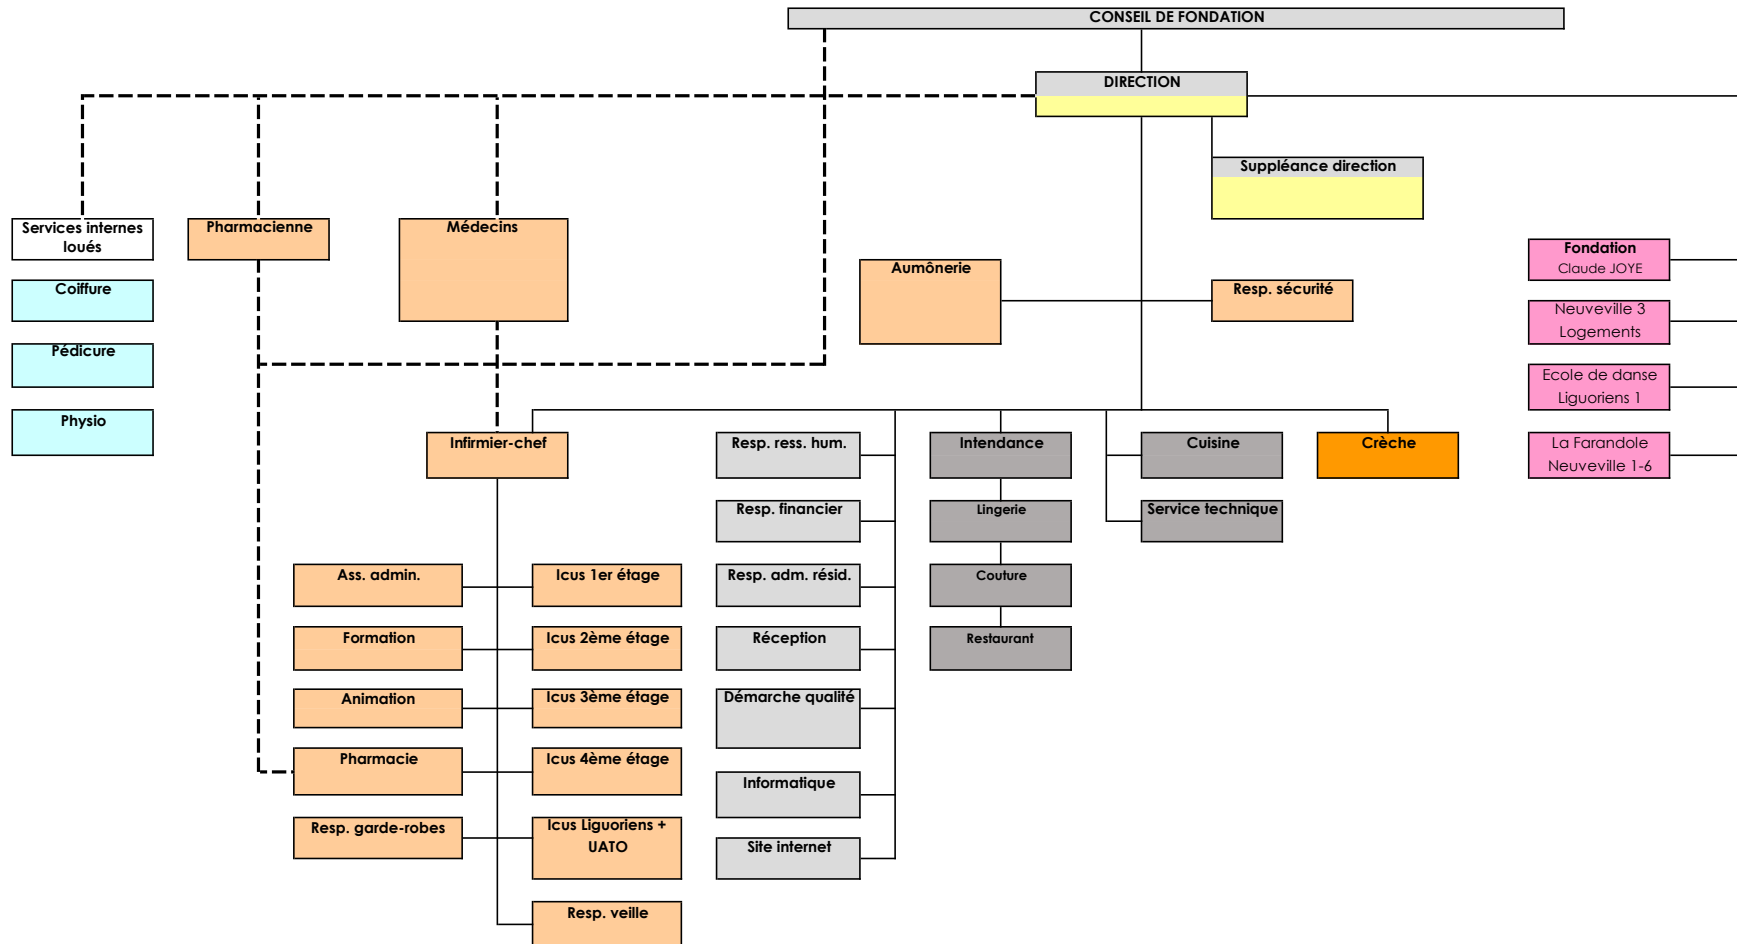 CONSEIL DE FONDATION
DIRECTION
Suppléance direction
Services internes
loués
Pharmacienne
Médecins
Coiffure
Pédicure
Physio
Aumônerie
Resp. sécurité
Fondation
Claude JOYE
Neuveville 3
Logements
Ecole de danse
Liguoriens 1
La Farandole
Neuveville 1-6
Infirmier-chef
Resp. ress. hum.
Intendance
Cuisine
Crèche
Resp. financier
Lingerie
Service technique
Ass. admin.
Icus 1er étage
Resp. adm. résid.
Couture
Formation
Icus 2ème étage
Réception
Restaurant
Animation
Icus 3ème étage
Démarche qualité
Pharmacie
Icus 4ème étage
Informatique
Resp. garde-robes
Icus Liguoriens +
UATO
Site internet
Resp. veille